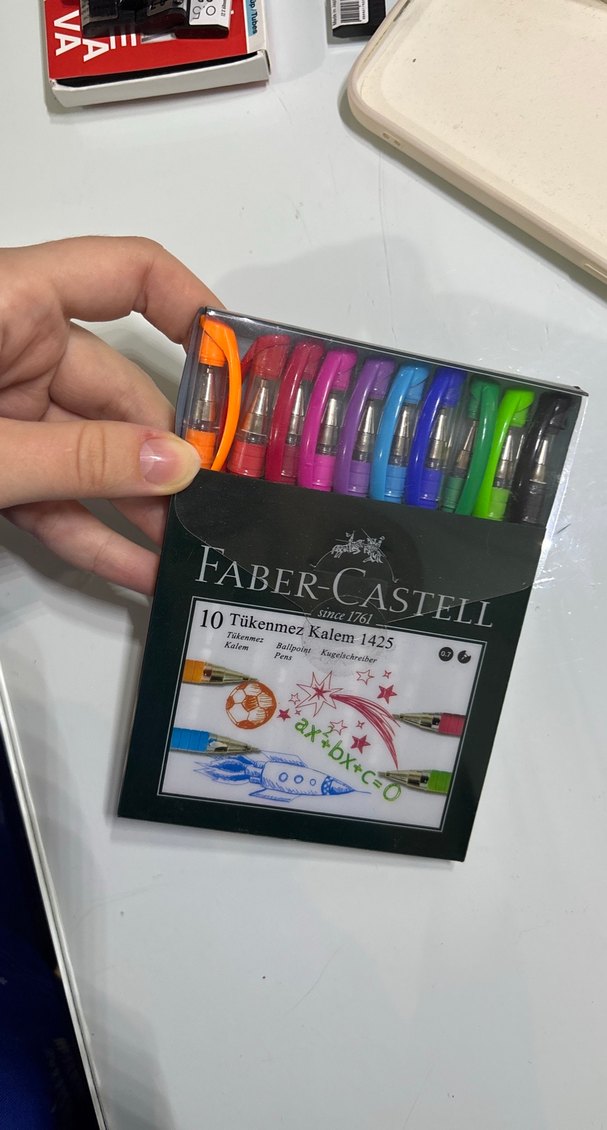 FABER-CASTELL
since 1761
10 Tükenmez Kalem 1425
Tükenmez Kalem
Ballpoint Pens
Kugelschreiber
0.7
ax²+bx+c=0